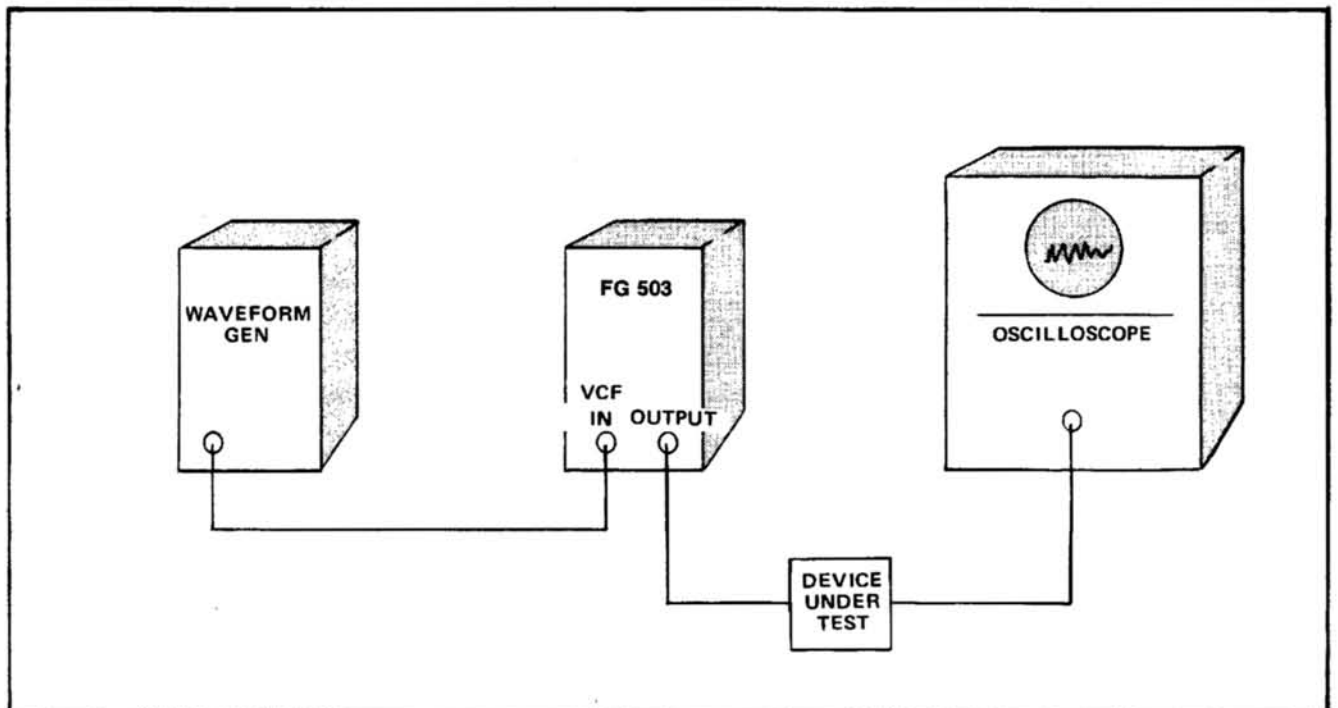 WAVEFORM
GEN
FG 503
VCF
IN OUTPUT
OSCILLOSCOPE
DEVICE
UNDER
TEST